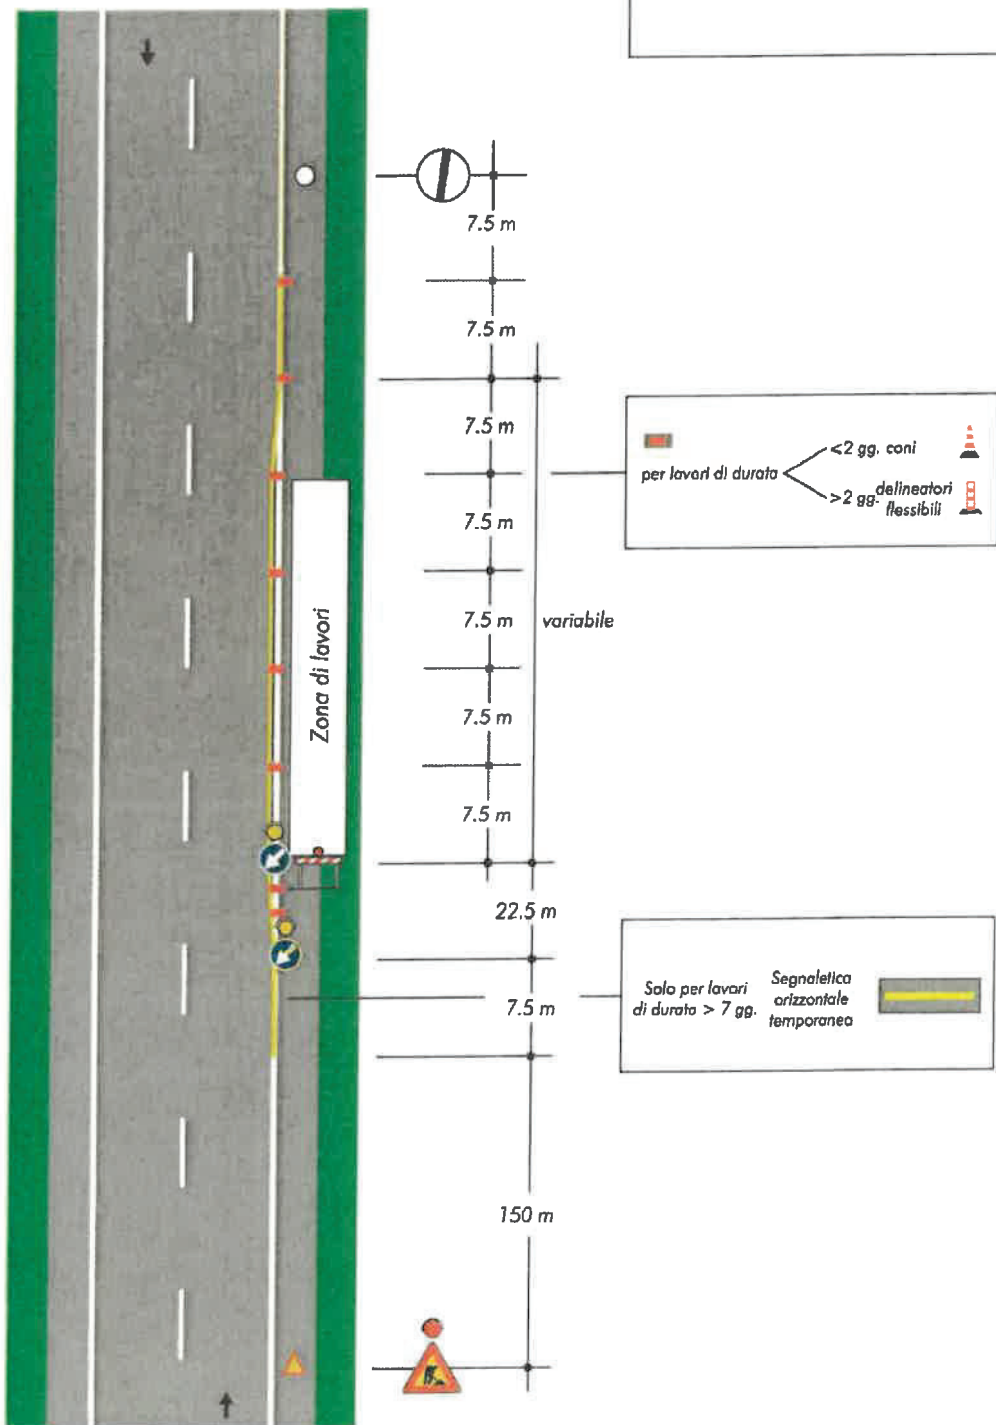 7.5 m
7.5 m
7.5 m
per lavori di durata
<2 gg. coni
>2 gg. delineatori
flessibili
7.5 m
7.5 m
variabile
Zona di lavori
7.5 m
7.5 m
22.5 m
Solo per lavori
di durata > 7 gg.
Segnaletica
orizzontale
temporanea
7.5 m
150 m